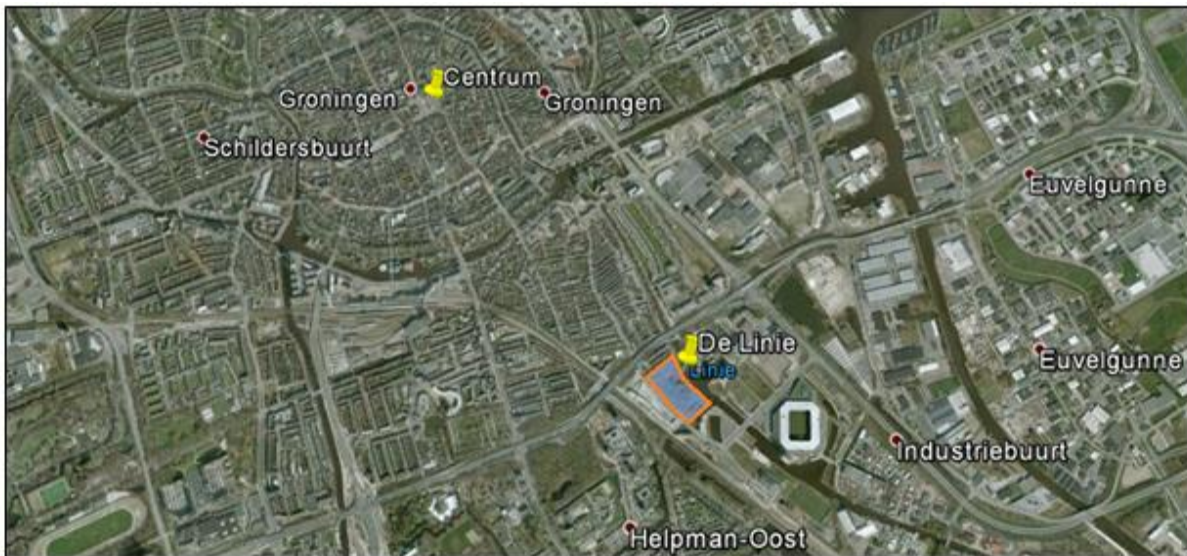 Centrum
Groningen
Groningen
Schildersbuurt
Euvelgunne
De Linie
Linie
Euvelgunne
Industriebuurt
Helpman-Oost